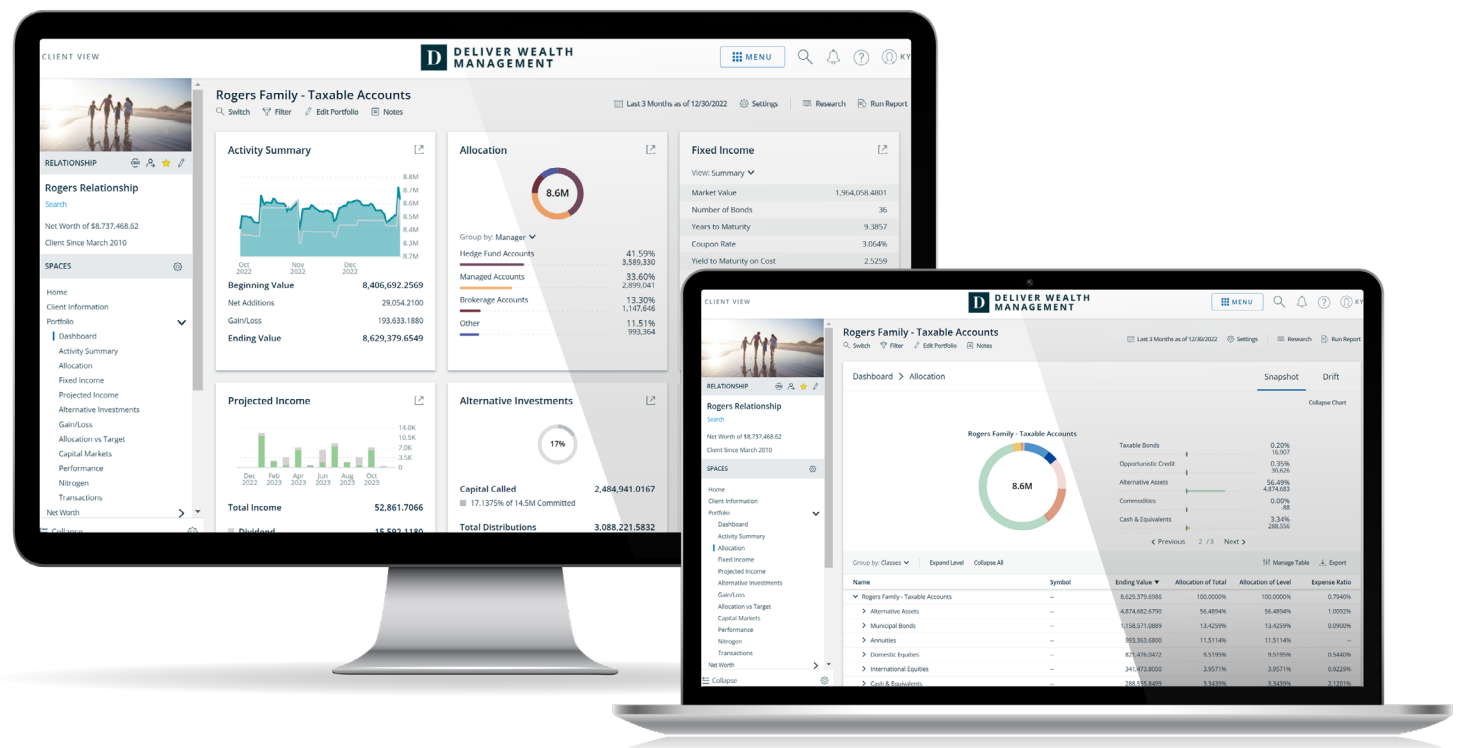 CLIENT VIEW
D DELIVER WEALTH
MANAGEMENT
MENU
KY
Rogers Family - Taxable Accounts
Switch Filter Edit Portfolio Notes
Last 3 Months as of 12/30/2022 Settings Research Run Report
RELATIONSHIP
Rogers Relationship
Search
Net Worth of $8,737,468.62
Client Since March 2010
SPACES
Home
Client Information
Portfolio
Dashboard
Activity Summary
Allocation
Fixed Income
Projected Income
Alternative Investments
Gain/Loss
Allocation vs Target
Capital Markets
Performance
Nitrogen
Transactions
Net Worth
Collapse
Activity Summary
8.8M
8.7M
8.6M
8.5M
8.4M
8.3M
8.2M
Oct Nov Dec
2022 2022 2022
Beginning Value 8,406,692.2569
Net Additions 29,054.2100
Gain/Loss 193,633.1880
Ending Value 8,629,379.6549
Allocation
8.6M
Group by: Manager
Hedge Fund Accounts 41.59%
3,589,330
Managed Accounts 33.60%
2,899,041
Brokerage Accounts 13.30%
1,147,646
Other 11.51%
993,364
Fixed Income
View: Summary
Market Value 1,964,058.4801
Number of Bonds 36
Years to Maturity 9.3857
Coupon Rate 3.064%
Yield to Maturity on Cost 2.5259
Projected Income
14.0K
10.5K
7.0K
3.5K
0
Dec Feb Apr Jun Aug Oct
2022 2023 2023 2023 2023 2023
Total Income 52,861.7066
Dividend 15,592.1180
Alternative Investments
17%
Capital Called 2,484,941.0167
17.1375% of 14.5M Committed
Total Distributions 3,088,221.5832
CLIENT VIEW
D DELIVER WEALTH
MANAGEMENT
MENU
KY
Rogers Family - Taxable Accounts
Switch Filter Edit Portfolio Notes
Last 3 Months as of 12/30/2022 Settings Research Run Report
RELATIONSHIP
Rogers Relationship
Search
Net Worth of $8,737,468.62
Client Since March 2010
SPACES
Home
Client Information
Portfolio
Dashboard
Activity Summary
Allocation
Fixed Income
Projected Income
Alternative Investments
Gain/Loss
Allocation vs Target
Capital Markets
Performance
Nitrogen
Transactions
Net Worth
Collapse
Dashboard > Allocation
Snapshot Drift
Collapse Chart
Rogers Family - Taxable Accounts
8.6M
Taxable Bonds 0.20%
16,907
Opportunistic Credit 0.35%
30,626
Alternative Assets 56.49%
4,874,683
Commodities 0.00%
-88
Cash & Equivalents 3.34%
288,556
Previous 2 / 3 Next
Group by: Classes Expand Level Collapse All Manage Table Export
Name Symbol Ending Value ▼ Allocation of Total Allocation of Level Expense Ratio
Rogers Family - Taxable Accounts -- 8,629,379.6986 100.0000% 100.0000% 0.7940%
Alternative Assets -- 4,874,682.6790 56.4894% 56.4894% 1.0092%
Municipal Bonds -- 1,158,571.0889 13.4259% 13.4259% 0.0900%
Annuities -- 993,363.6800 11.5114% 11.5114% --
Domestic Equities -- 821,476.0472 9.5195% 9.5195% 0.5440%
International Equities -- 341,473.8050 3.9571% 3.9571% 0.9229%
Cash & Equivalents -- 288,555.8499 3.3439% 3.3439% 2.1201%